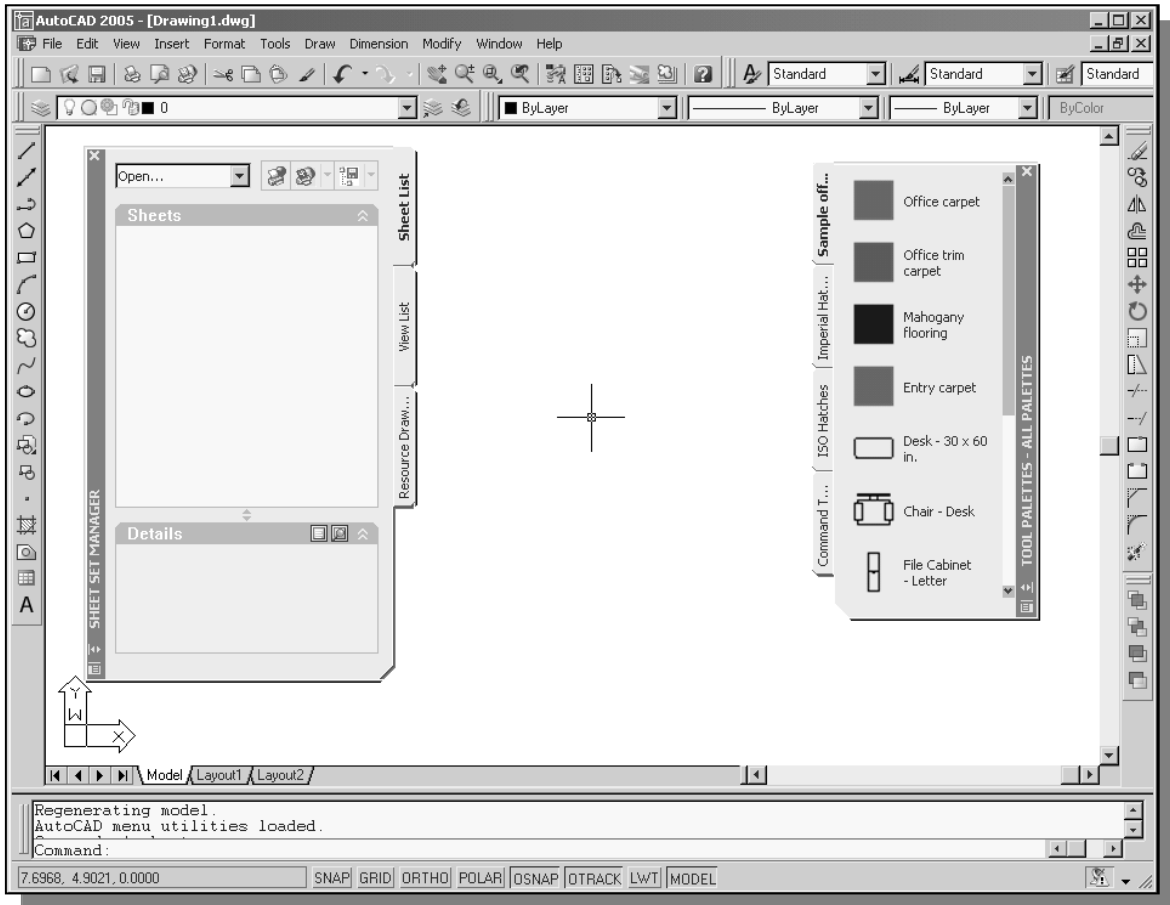 AutoCAD 2005 - [Drawing1.dwg]
File Edit View Insert Format Tools Draw Dimension Modify Window Help
Standard Standard Standard
0 ByLayer ByLayer ByLayer ByColor
Open...
Sheets
Sheet List
View List
Resource Draw...
Details
SHEET SET MANAGER
Sample off...
Imperial Hat...
ISO Hatches
Command T...
Office carpet
Office trim
carpet
Mahogany
flooring
Entry carpet
Desk - 30 x 60
in.
Chair - Desk
File Cabinet
- Letter
TOOL PALETTES - ALL PALETTES
A
Y
W
X
Model Layout1 Layout2
Regenerating model.
AutoCAD menu utilities loaded.
Command:
7.6968, 4.9021, 0.0000 SNAP GRID ORTHO POLAR OSNAP OTRACK LWT MODEL